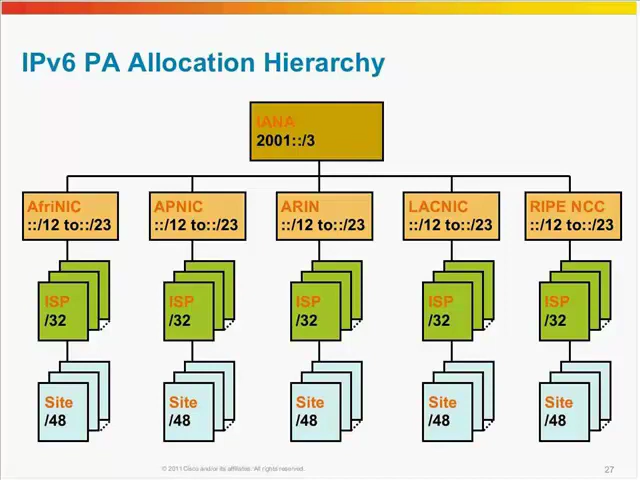 IPv6 PA Allocation Hierarchy
IANA
2001::/3
AfriNIC
::/12 to::/23
APNIC
::/12 to::/23
ARIN
::/12 to::/23
LACNIC
::/12 to::/23
RIPE NCC
::/12 to::/23
ISP
/32
ISP
/32
ISP
/32
ISP
/32
ISP
/32
Site
/48
Site
/48
Site
/48
Site
/48
Site
/48
© 2011 Cisco and/or its affiliates. All rights reserved.
27